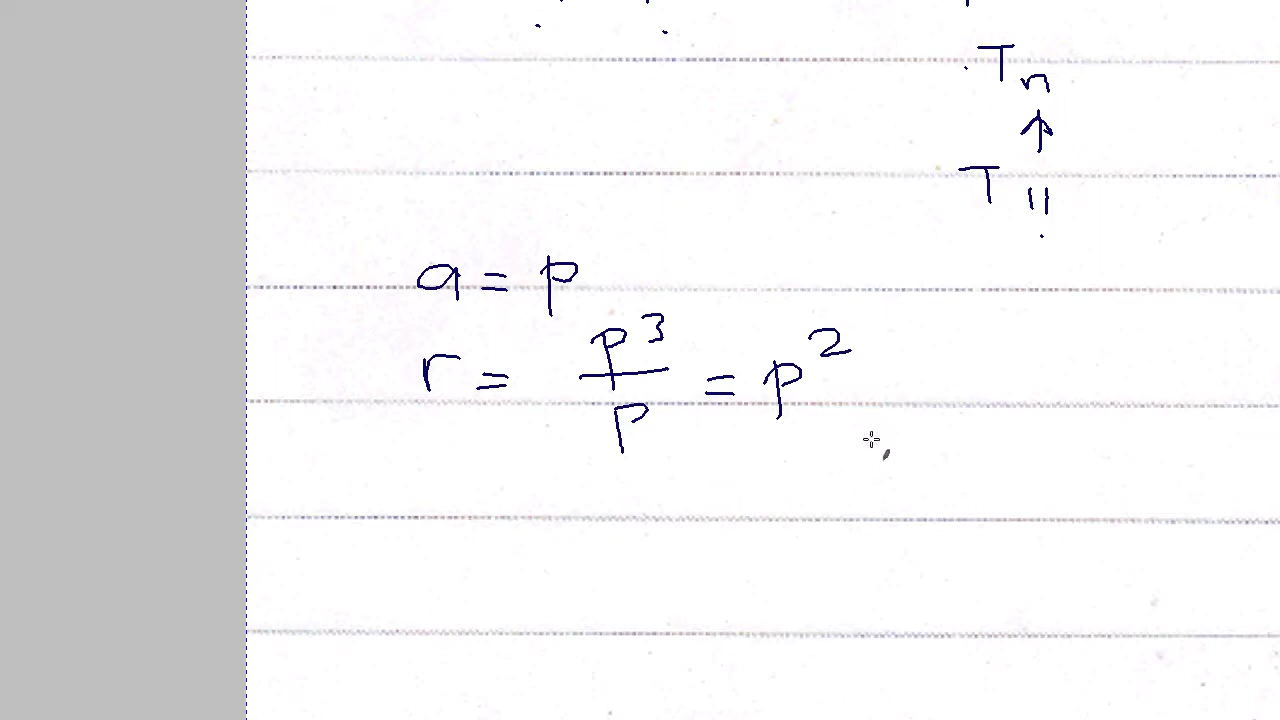 Tn
↑
T11
a = p
r = p³/p = p²